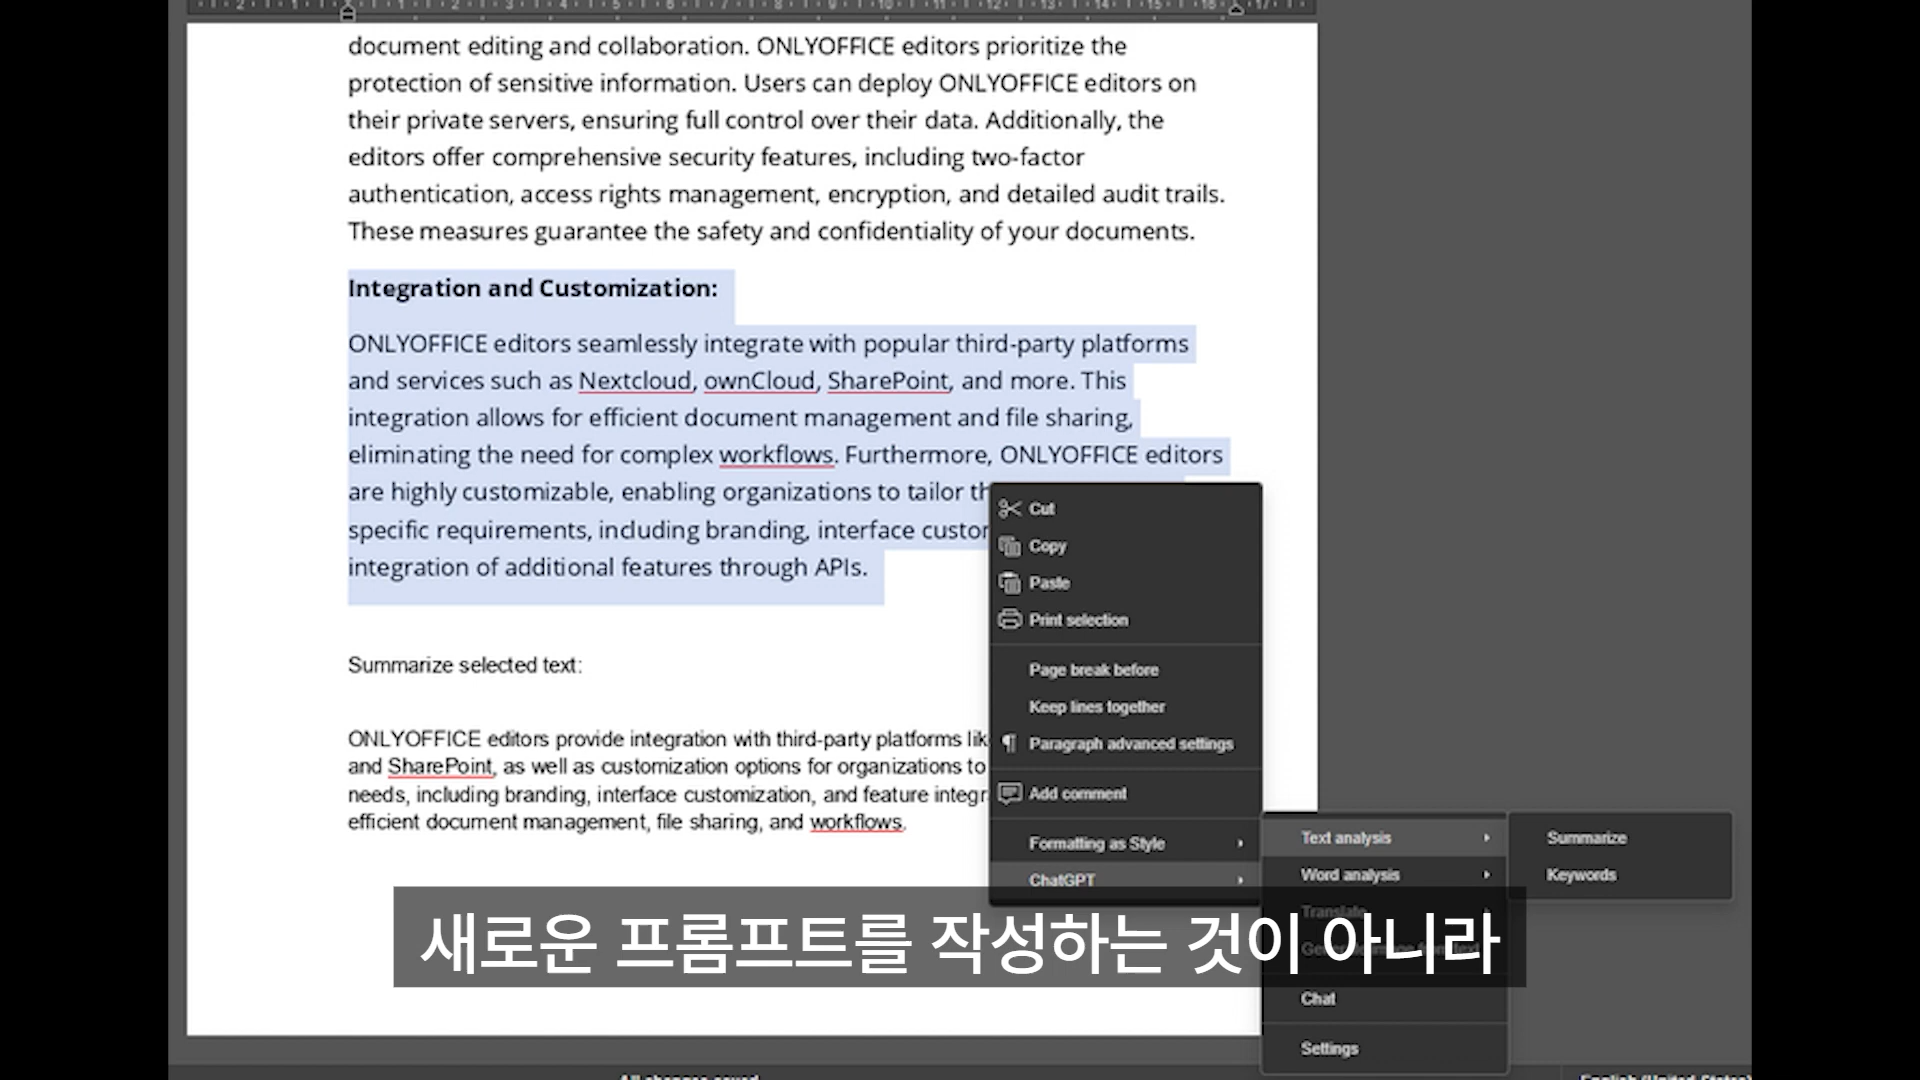 document editing and collaboration. ONLYOFFICE editors prioritize the
protection of sensitive information. Users can deploy ONLYOFFICE editors on
their private servers, ensuring full control over their data. Additionally, the
editors offer comprehensive security features, including two-factor
authentication, access rights management, encryption, and detailed audit trails.
These measures guarantee the safety and confidentiality of your documents.
Integration and Customization:
ONLYOFFICE editors seamlessly integrate with popular third-party platforms
and services such as Nextcloud, ownCloud, SharePoint, and more. This
integration allows for efficient document management and file sharing,
eliminating the need for complex workflows. Furthermore, ONLYOFFICE editors
are highly customizable, enabling organizations to tailor
specific requirements, including branding, interface
integration of additional features through APIs.
Summarize selected text:
ONLYOFFICE editors provide integration with third-party platforms
and SharePoint, as well as customization options for organizations to
needs, including branding, interface customization, and feature
efficient document management, file sharing, and workflows.
Cut
Copy
Paste
Print selection
Page break before
Keep lines together
Paragraph advanced settings
Add comment
Formatting as Style
ChatGPT
Text analysis
Word analysis
Translate
Chat
Settings
Summarize
Keywords
새로운 프롬프트를 작성하는 것이 아니라